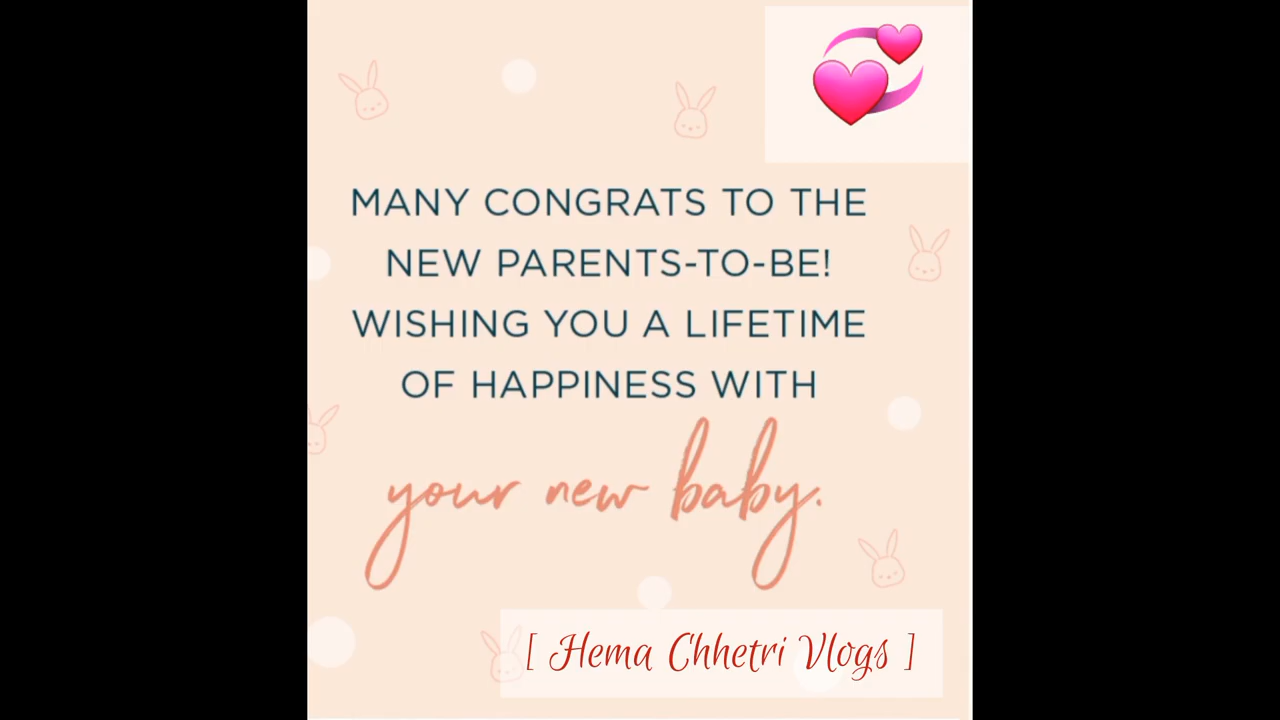 MANY CONGRATS TO THE
NEW PARENTS-TO-BE!
WISHING YOU A LIFETIME
OF HAPPINESS WITH
your new baby.
[ Hema Chhetri Vlogs ]